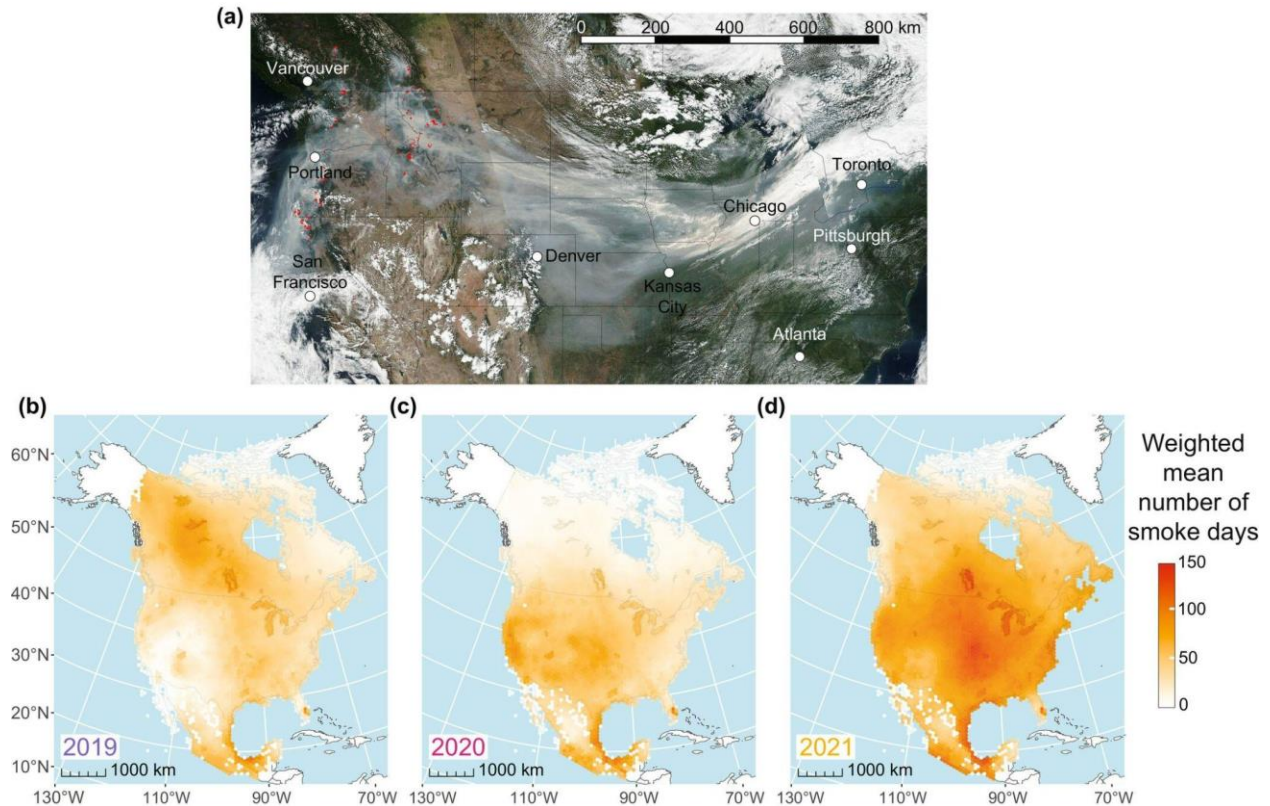 (a)
0 200 400 600 800 km
Vancouver
Portland
San
Francisco
Denver
Kansas
City
Chicago
Toronto
Pittsburgh
Atlanta
(b)
(c)
(d)
60°N
50°N
40°N
30°N
20°N
10°N
2019
1000 km
2020
1000 km
2021
1000 km
130°W 110°W 90°W 70°W
130°W 110°W 90°W 70°W
130°W 110°W 90°W 70°W
Weighted
mean
number of
smoke days
150
100
50
0